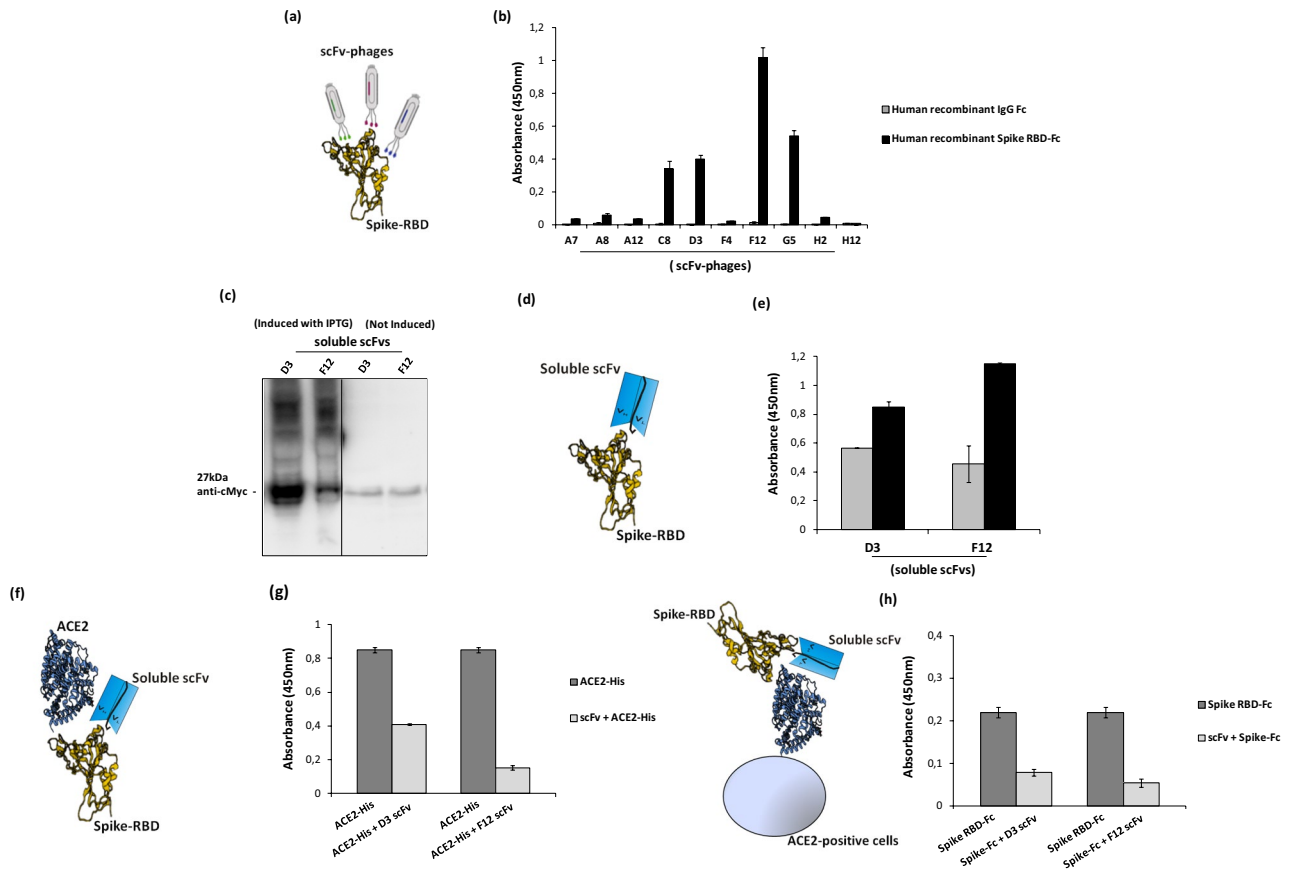 (a)
scFv-phages
Spike-RBD
(b)
Absorbance (450nm)
1,2
1
0,8
0,6
0,4
0,2
0
A7 A8 A12 C8 D3 F4 F12 G5 H2 H12
( scFv-phages)
Human recombinant IgG Fc
Human recombinant Spike RBD-Fc
(c)
(Induced with IPTG) (Not Induced)
soluble scFvs
D3 F12 D3 F12
27kDa
anti-cMyc -
(d)
Soluble scFv
Spike-RBD
(e)
Absorbance (450nm)
1,2
1
0,8
0,6
0,4
0,2
0
D3 F12
(soluble scFvs)
(f)
ACE2
Soluble scFv
Spike-RBD
(g)
Absorbance (450nm)
1
0,8
0,6
0,4
0,2
0
ACE2-His
ACE2-His + D3 scFv
ACE2-His
ACE2-His + F12 scFv
ACE2-His
scFv + ACE2-His
Spike-RBD
Soluble scFv
ACE2-positive cells
(h)
Absorbance (450nm)
0,4
0,3
0,2
0,1
0
Spike RBD-Fc
Spike-Fc + D3 scFv
Spike RBD-Fc
Spike-Fc + F12 scFv
Spike RBD-Fc
scFv + Spike-Fc